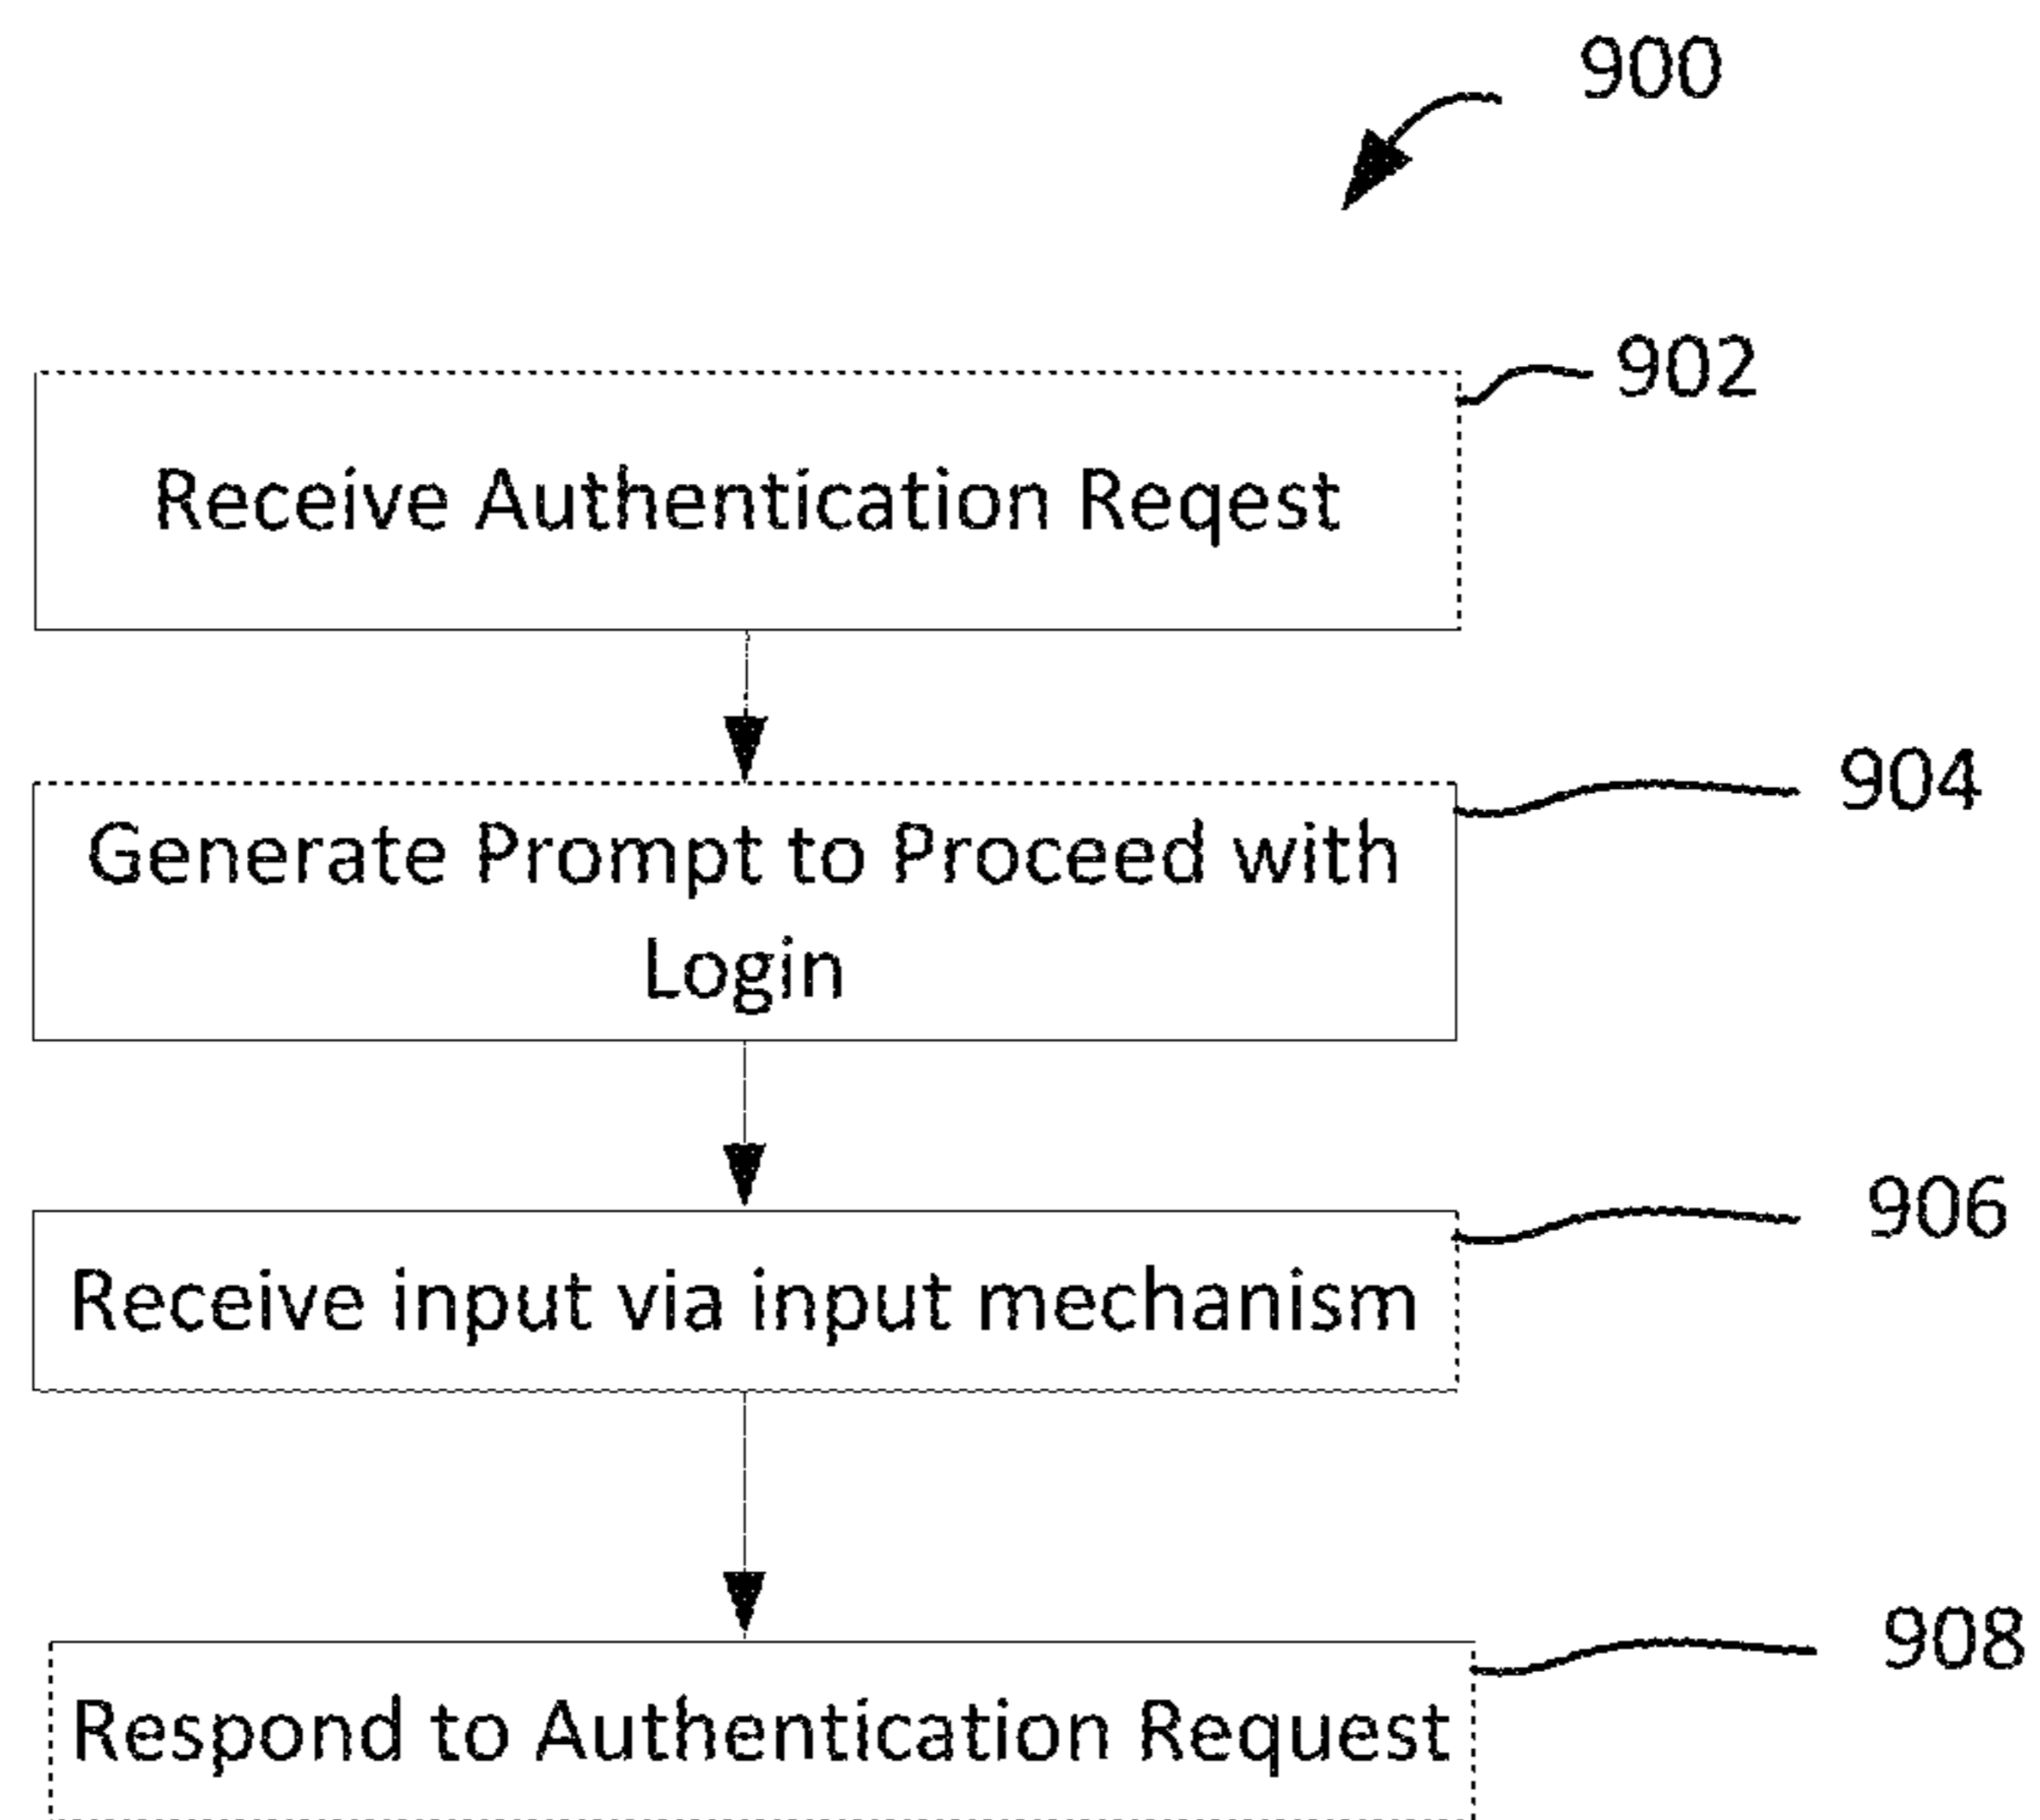 900
902
Receive Authentication Reqest
904
Generate Prompt to Proceed with
Login
906
Receive input via input mechanism
908
Respond to Authentication Request